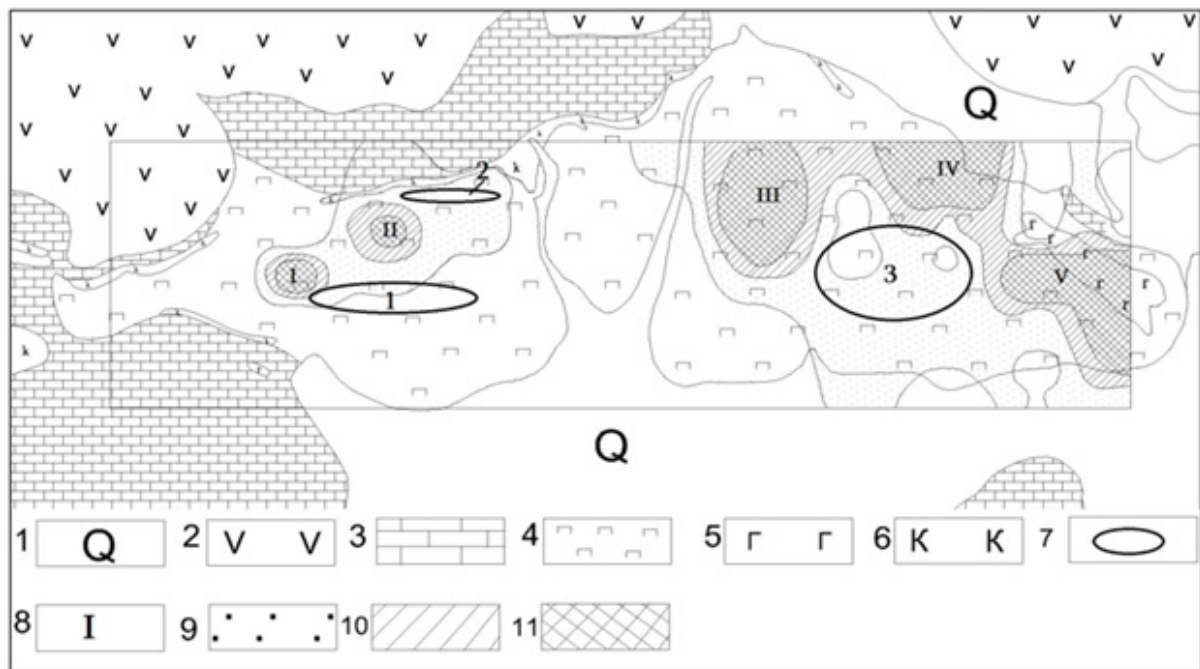 V V V V V V
V V V V V V
V V V V V
V V
Q
V V V
2
k
IV
V V V
III
V
II
г
V
г
I
3
V
г
г
г
1
г
k
Q
1 Q
2 V V
3
4
5 Г Г
6 К К
7
8 I
9
10
11